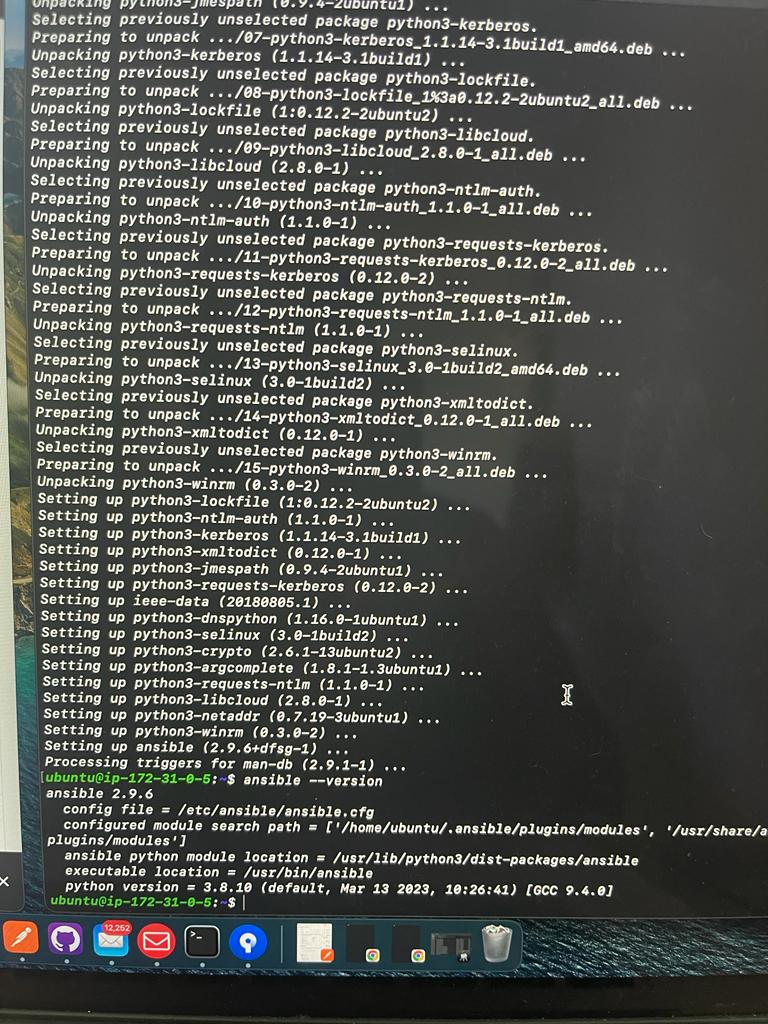 Unpacking python3-jmespath (0.9.4-2ubuntu1) ...
Selecting previously unselected package python3-kerberos.
Preparing to unpack .../07-python3-kerberos_1.1.14-3.1build1_amd64.deb ...
Unpacking python3-kerberos (1.1.14-3.1build1) ...
Selecting previously unselected package python3-lockfile.
Preparing to unpack .../08-python3-lockfile_1%3a0.12.2-2ubuntu2_all.deb ...
Unpacking python3-lockfile (1:0.12.2-2ubuntu2) ...
Selecting previously unselected package python3-libcloud.
Preparing to unpack .../09-python3-libcloud_2.8.0-1_all.deb ...
Unpacking python3-libcloud (2.8.0-1) ...
Selecting previously unselected package python3-ntlm-auth.
Preparing to unpack .../10-python3-ntlm-auth_1.1.0-1_all.deb ...
Unpacking python3-ntlm-auth (1.1.0-1) ...
Selecting previously unselected package python3-requests-kerberos.
Preparing to unpack .../11-python3-requests-kerberos_0.12.0-2_all.deb ...
Unpacking python3-requests-kerberos (0.12.0-2) ...
Selecting previously unselected package python3-requests-ntlm.
Preparing to unpack .../12-python3-requests-ntlm_1.1.0-1_all.deb ...
Unpacking python3-requests-ntlm (1.1.0-1) ...
Selecting previously unselected package python3-selinux.
Preparing to unpack .../13-python3-selinux_3.0-1build2_amd64.deb ...
Unpacking python3-selinux (3.0-1build2) ...
Selecting previously unselected package python3-xmltodict.
Preparing to unpack .../14-python3-xmltodict_0.12.0-1_all.deb ...
Unpacking python3-xmltodict (0.12.0-1) ...
Selecting previously unselected package python3-winrm.
Preparing to unpack .../15-python3-winrm_0.3.0-2_all.deb ...
Unpacking python3-winrm (0.3.0-2) ...
Setting up python3-lockfile (1:0.12.2-2ubuntu2) ...
Setting up python3-ntlm-auth (1.1.0-1) ...
Setting up python3-kerberos (1.1.14-3.1build1) ...
Setting up python3-xmltodict (0.12.0-1) ...
Setting up python3-jmespath (0.9.4-2ubuntu1) ...
Setting up python3-requests-kerberos (0.12.0-2) ...
Setting up ieee-data (20180805.1) ...
Setting up python3-dnspython (1.16.0-1ubuntu1) ...
Setting up python3-selinux (3.0-1build2) ...
Setting up python3-crypto (2.6.1-13ubuntu2) ...
Setting up python3-argcomplete (1.8.1-1.3ubuntu1) ...
Setting up python3-requests-ntlm (1.1.0-1) ...
Setting up python3-libcloud (2.8.0-1) ...
Setting up python3-netaddr (0.7.19-3ubuntu1) ...
Setting up python3-winrm (0.3.0-2) ...
Setting up ansible (2.9.6+dfsg-1) ...
Processing triggers for man-db (2.9.1-1) ...
[ubuntu@ip-172-31-0-5:~$ ansible --version
ansible 2.9.6
config file = /etc/ansible/ansible.cfg
configured module search path = ['/home/ubuntu/.ansible/plugins/modules', '/usr/share/a
plugins/modules']
ansible python module location = /usr/lib/python3/dist-packages/ansible
executable location = /usr/bin/ansible
python version = 3.8.10 (default, Mar 13 2023, 10:26:41) [GCC 9.4.0]
ubuntu@ip-172-31-0-5:~$
12,252
>_